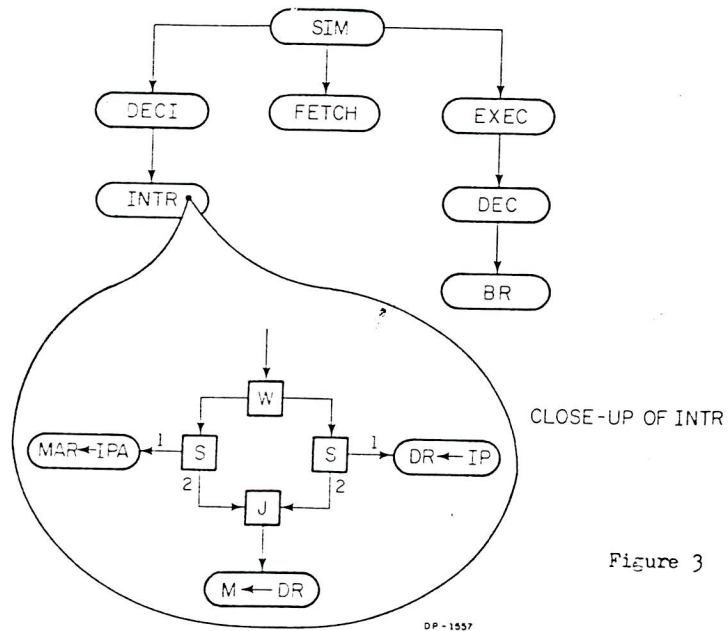 SIM
DECI
FETCH
EXEC
INTR
DEC
BR
W
CLOSE-UP OF INTR
MAR←IPA
1
S
S
1
DR←IP
2
2
J
M←DR
Figure 3
DP-1557